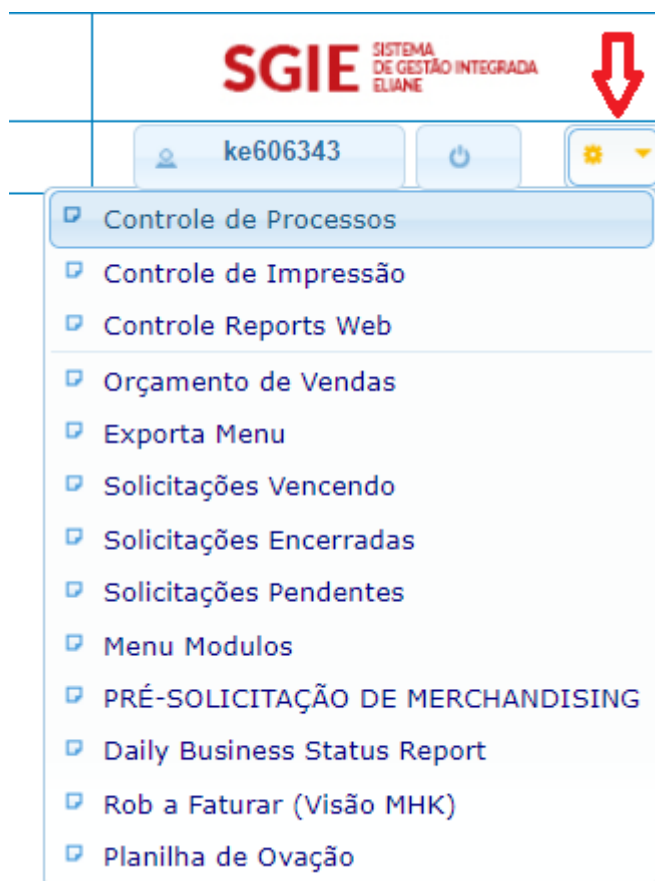 SGIE
SISTEMA
DE GESTÃO INTEGRADA
ELIANE
ke606343
Controle de Processos
Controle de Impressão
Controle Reports Web
Orçamento de Vendas
Exporta Menu
Solicitações Vencendo
Solicitações Encerradas
Solicitações Pendentes
Menu Modulos
PRÉ-SOLICITAÇÃO DE MERCHANDISING
Daily Business Status Report
Rob a Faturar (Visão MHK)
Planilha de Ovação